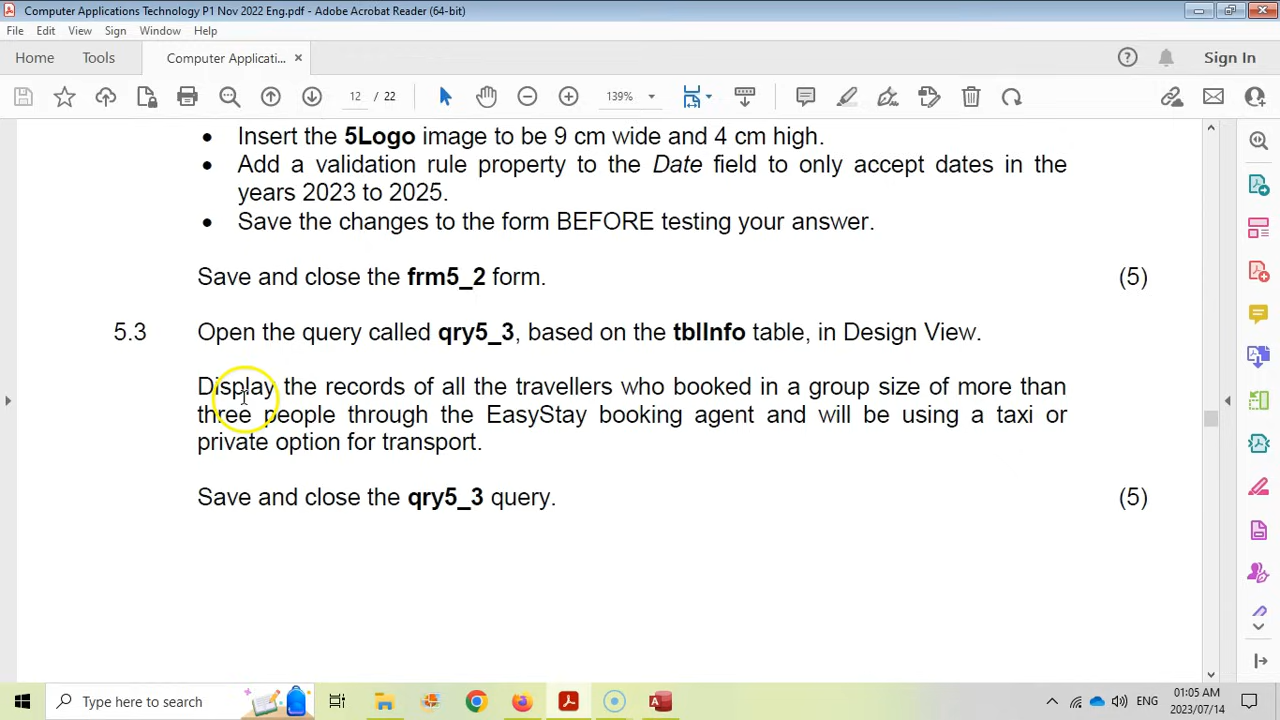 Computer Applications Technology P1 Nov 2022 Eng.pdf - Adobe Acrobat Reader (64-bit)
File Edit View Sign Window Help
Home Tools Computer Applicati... × Sign In
12 / 22 139%
• Insert the 5Logo image to be 9 cm wide and 4 cm high.
• Add a validation rule property to the Date field to only accept dates in the
years 2023 to 2025.
• Save the changes to the form BEFORE testing your answer.
Save and close the frm5_2 form. (5)
5.3 Open the query called qry5_3, based on the tblInfo table, in Design View.
Display the records of all the travellers who booked in a group size of more than
three people through the EasyStay booking agent and will be using a taxi or
private option for transport.
Save and close the qry5_3 query. (5)
Type here to search ENG 01:05 AM
2023/07/14